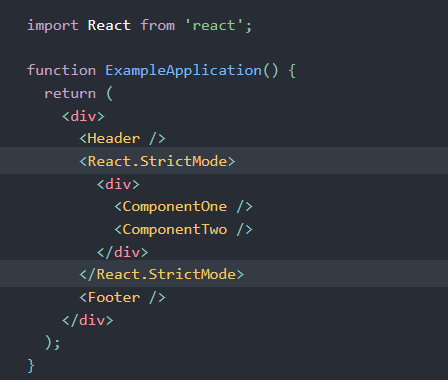 import React from 'react';

function ExampleApplication() {
  return (
    <div>
      <Header />
      <React.StrictMode>
        <div>
          <ComponentOne />
          <ComponentTwo />
        </div>
      </React.StrictMode>
      <Footer />
    </div>
  );
}